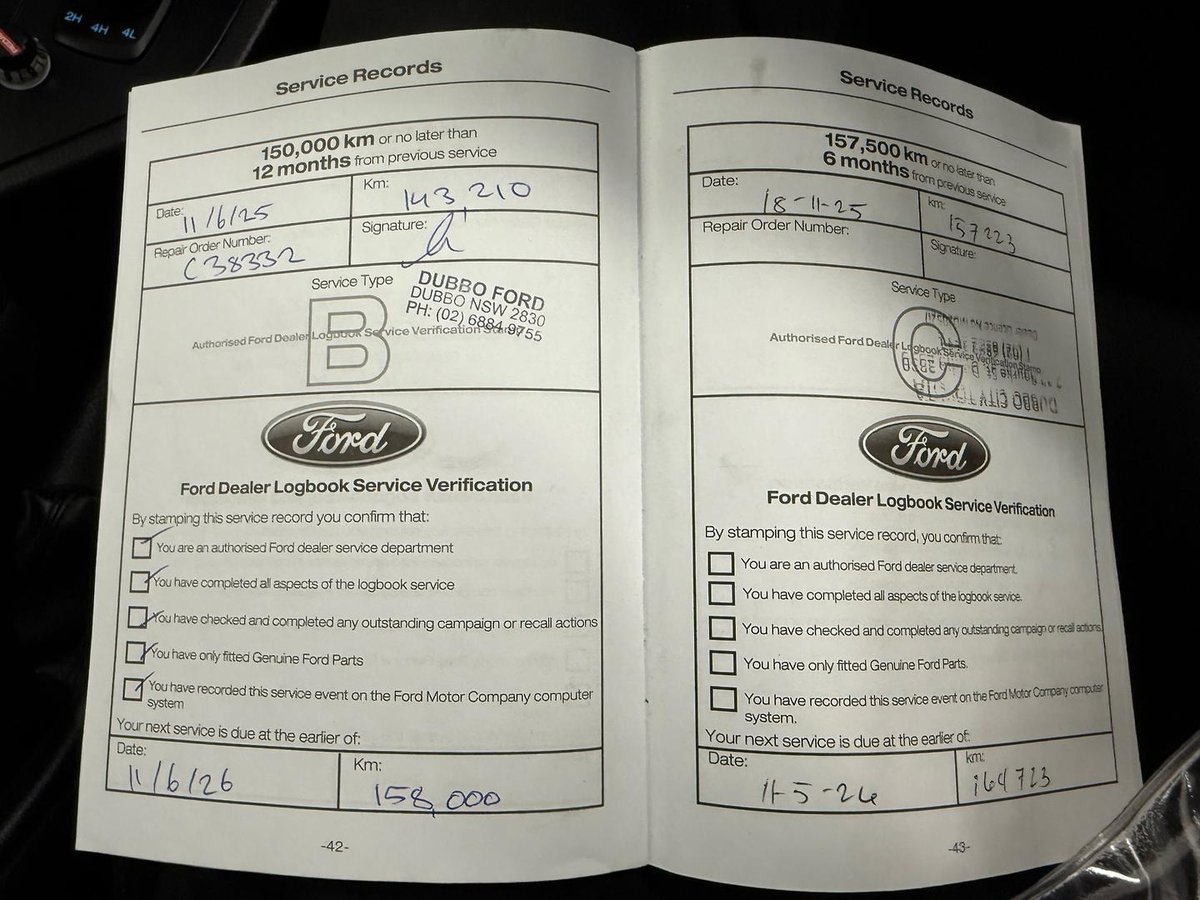 2H
4H
4L
Service Records
150,000 km or no later than
12 months from previous service
Date: 11/6/25
Km: 143,210
Repair Order Number: C38332
Signature:
Service Type
B
DUBBO FORD
DUBBO NSW 2830
PH: (02) 6884 9755
Authorised Ford Dealer Logbook Service Verification Stamp
Ford
Ford Dealer Logbook Service Verification
By stamping this service record you confirm that:
You are an authorised Ford dealer service department
You have completed all aspects of the logbook service
You have checked and completed any outstanding campaign or recall actions
You have only fitted Genuine Ford Parts
You have recorded this service event on the Ford Motor Company computer
system
Your next service is due at the earlier of:
Date: 11/6/26
Km: 158,000
-42-
Service Records
157,500 km or no later than
6 months from previous service
Date: 18-11-25
km: 157223
Repair Order Number:
Signature:
Service Type
C
Authorised Ford Dealer Logbook Service Verification Stamp
DUBBO CITY
Ford
Ford Dealer Logbook Service Verification
By stamping this service record, you confirm that:
You are an authorised Ford dealer service department.
You have completed all aspects of the logbook service.
You have checked and completed any outstanding campaign or recall actions.
You have only fitted Genuine Ford Parts.
You have recorded this service event on the Ford Motor Company computer
system.
Your next service is due at the earlier of:
Date: 11-5-26
km: 164723
-43-